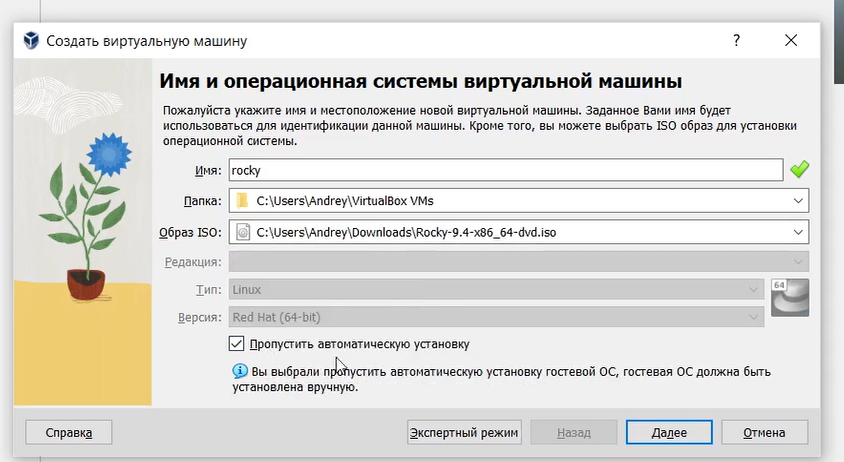 Создать виртуальную машину
?
Имя и операционная системы виртуальной машины
Пожалуйста укажите имя и местоположение новой виртуальной машины. Заданное Вами имя будет
использоваться для идентификации данной машины. Кроме того, вы можете выбрать ISO образ для установки
операционной системы.
Имя: rocky
Папка: C:\Users\Andrey\VirtualBox VMs
Образ ISO: C:\Users\Andrey\Downloads\Rocky-9.4-x86_64-dvd.iso
Редакция:
Тип: Linux
64
Версия: Red Hat (64-bit)
Пропустить автоматическую установку
Вы выбрали пропустить автоматическую установку гостевой ОС, гостевая ОС должна быть
установлена вручную.
Справка Экспертный режим Назад Далее Отмена